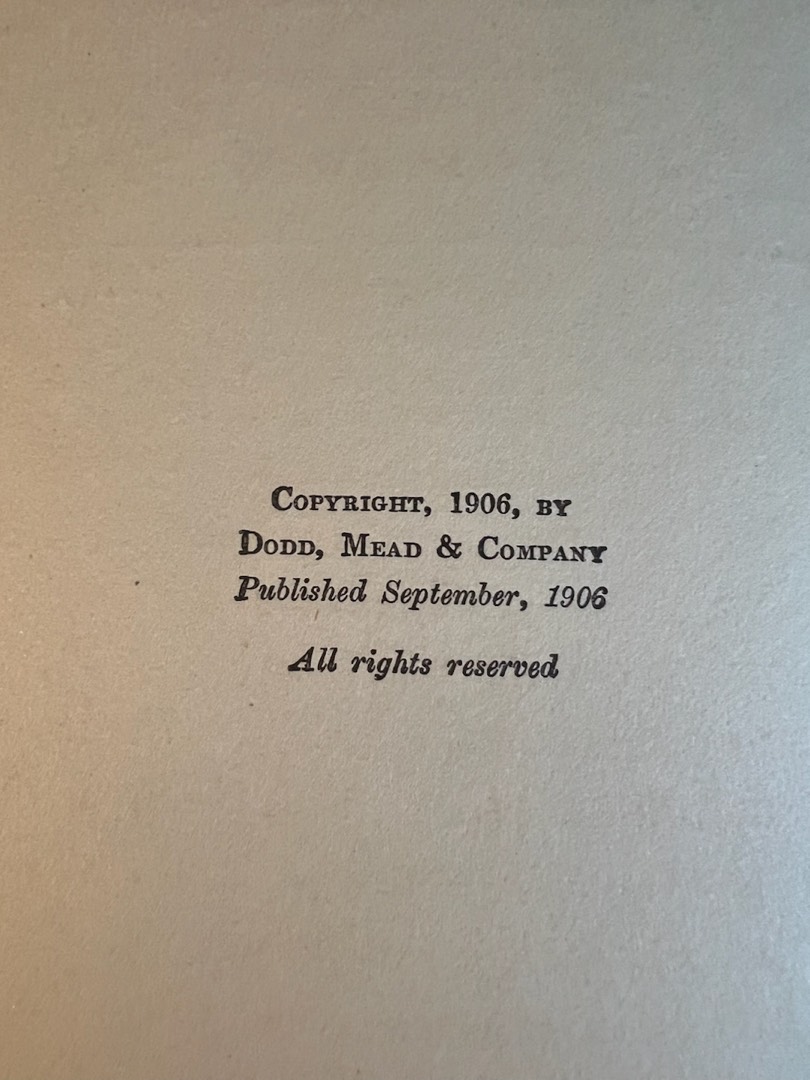 Copyright, 1906, by
Dodd, Mead & Company
Published September, 1906
All rights reserved